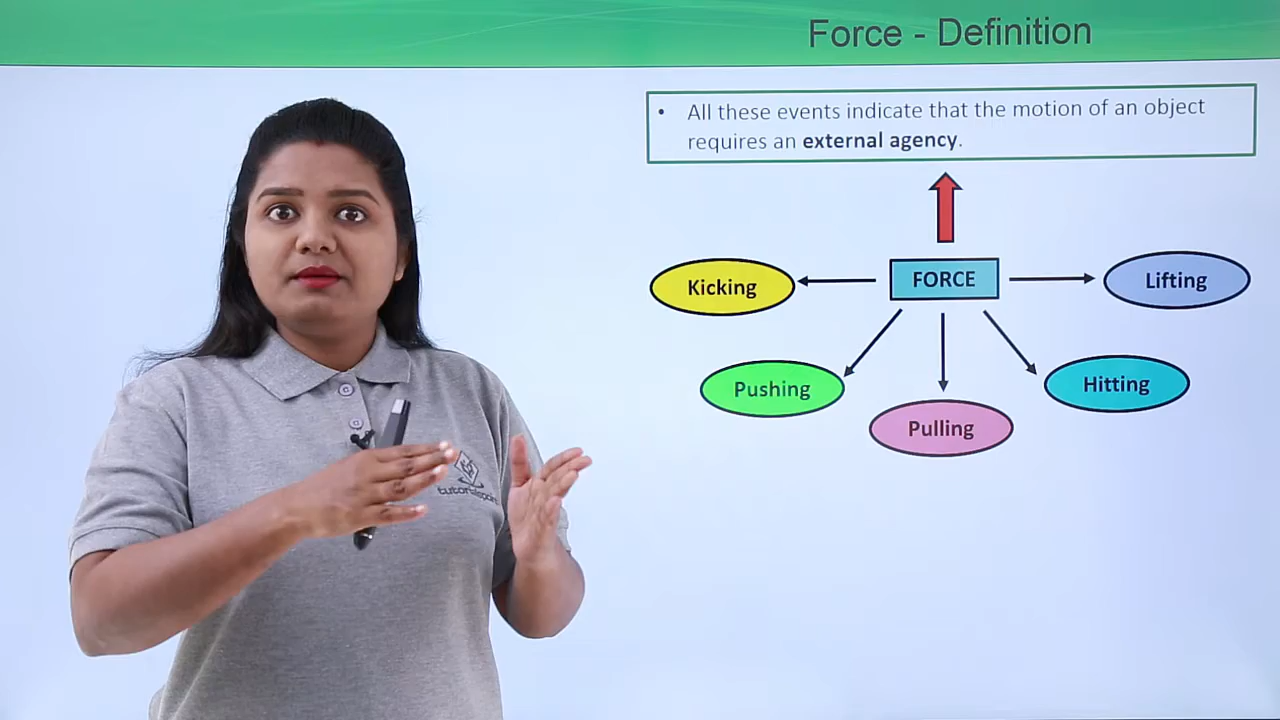 Force - Definition
• All these events indicate that the motion of an object
requires an external agency.
FORCE
Kicking
Lifting
Pushing
Hitting
Pulling
tutorialspoint